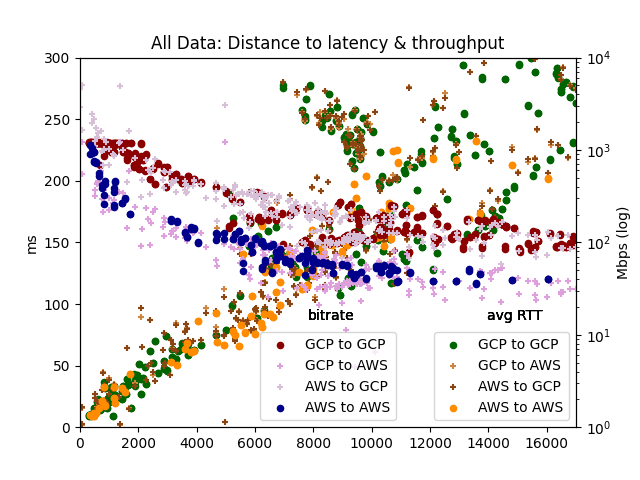 All Data: Distance to latency & throughput
300
250
200
150
100
50
0
ms
10^4
10^3
10^2
10^1
10^0
Mbps (log)
bitrate
GCP to GCP
GCP to AWS
AWS to GCP
AWS to AWS
avg RTT
GCP to GCP
GCP to AWS
AWS to GCP
AWS to AWS
0 2000 4000 6000 8000 10000 12000 14000 16000